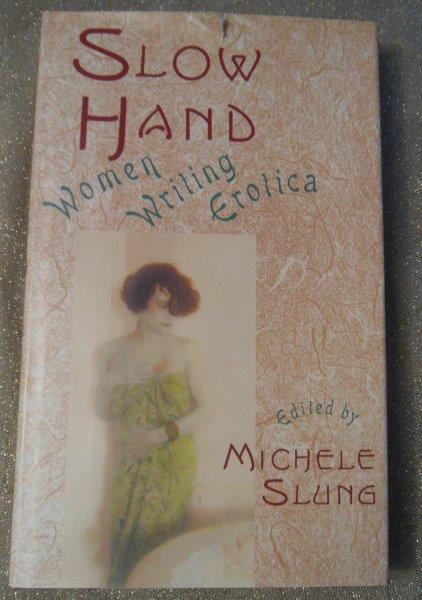 SLOW
HAND
Women
Writing
Erotica
Edited by
MICHELE
SLUNG